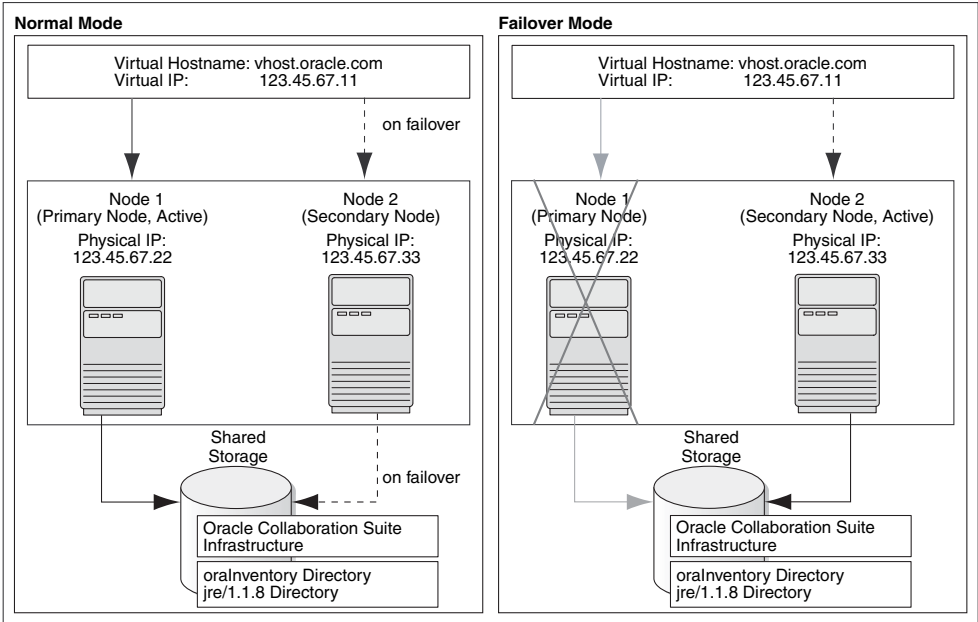 Normal Mode
Virtual Hostname: vhost.oracle.com
Virtual IP: 123.45.67.11
on failover
Node 1
(Primary Node, Active)
Physical IP:
123.45.67.22
Node 2
(Secondary Node)
Physical IP:
123.45.67.33
Shared
Storage
on failover
Oracle Collaboration Suite
Infrastructure
oraInventory Directory
jre/1.1.8 Directory
Failover Mode
Virtual Hostname: vhost.oracle.com
Virtual IP: 123.45.67.11
Node 1
(Primary Node)
Physical IP:
123.45.67.22
Node 2
(Secondary Node, Active)
Physical IP:
123.45.67.33
Shared
Storage
Oracle Collaboration Suite
Infrastructure
oraInventory Directory
jre/1.1.8 Directory